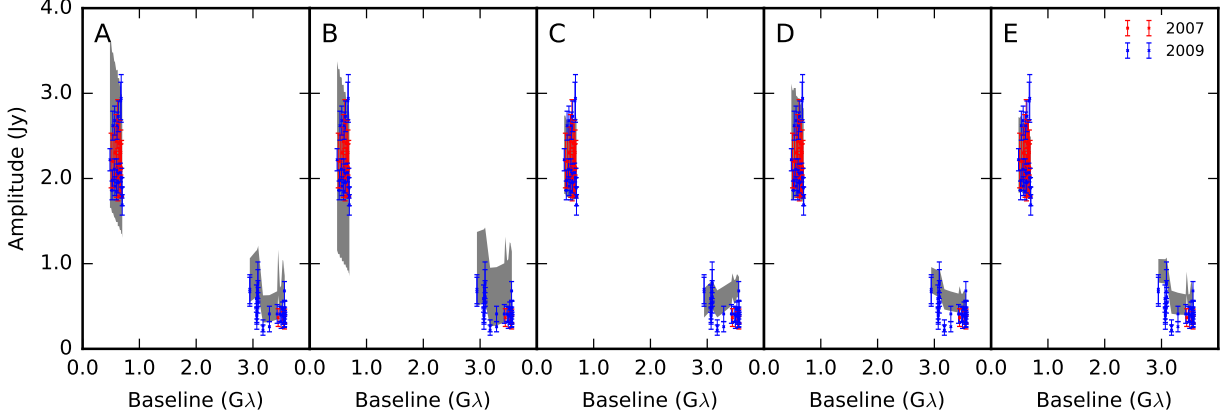 4.0
3.0
2.0
1.0
0
Amplitude (Jy)
A
B
C
D
E
2007
2009
0.0 1.0 2.0 3.0 0.0 1.0 2.0 3.0 0.0 1.0 2.0 3.0 0.0 1.0 2.0 3.0 0.0 1.0 2.0 3.0
Baseline (Gλ) Baseline (Gλ) Baseline (Gλ) Baseline (Gλ) Baseline (Gλ)